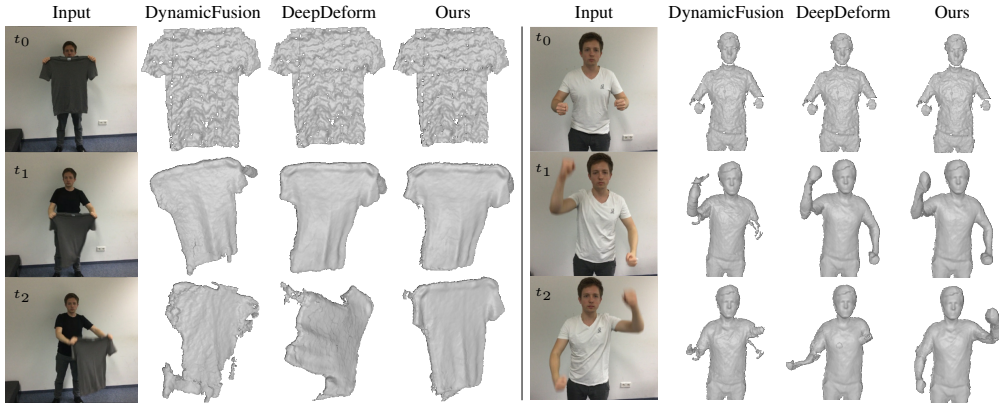 Input DynamicFusion DeepDeform Ours Input DynamicFusion DeepDeform Ours
t0 t0
t1 t1
t2 t2